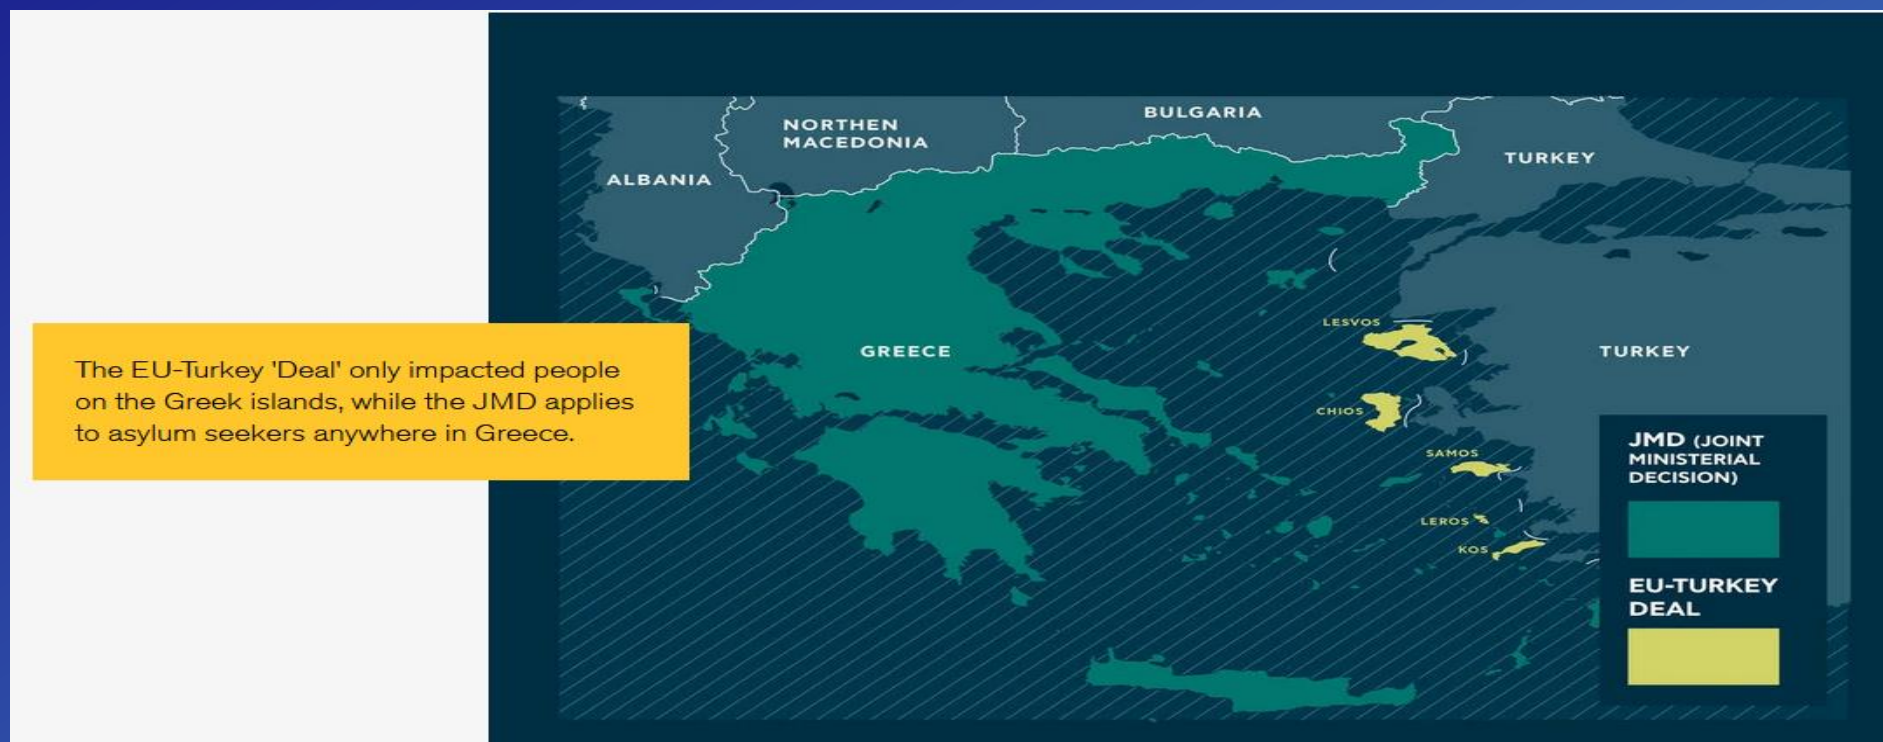 The EU-Turkey 'Deal' only impacted people
on the Greek islands, while the JMD applies
to asylum seekers anywhere in Greece.
NORTHEN
MACEDONIA
BULGARIA
ALBANIA
TURKEY
GREECE
LESVOS
TURKEY
CHIOS
SAMOS
LEROS
KOS
JMD (JOINT
MINISTERIAL
DECISION)
EU-TURKEY
DEAL